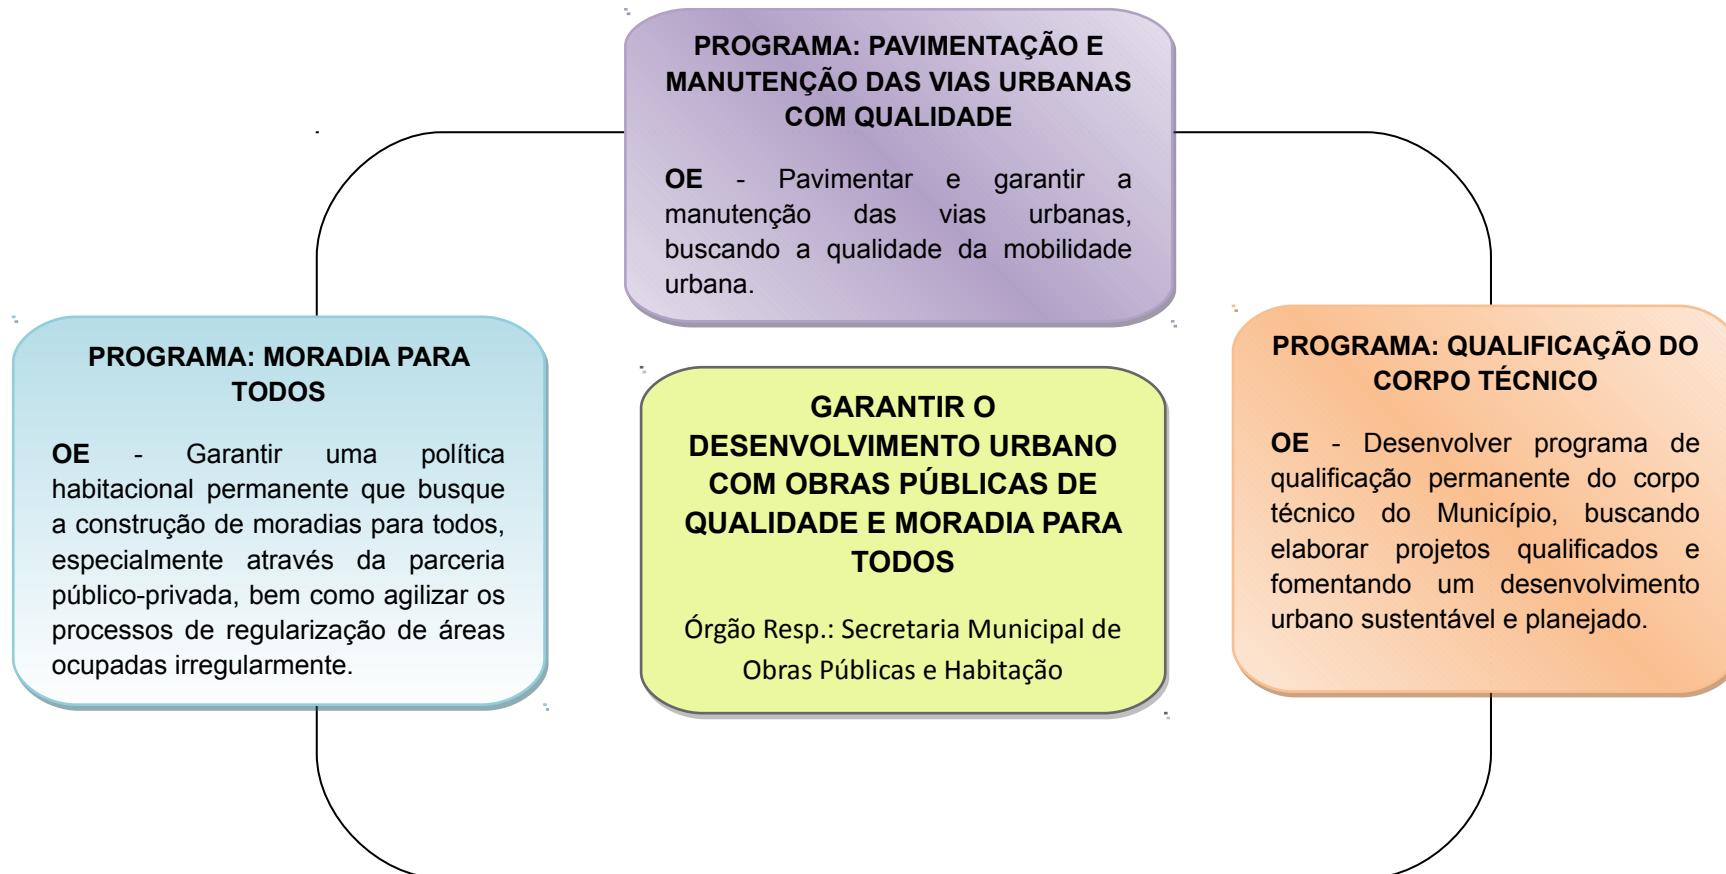 PROGRAMA: PAVIMENTAÇÃO E
MANUTENÇÃO DAS VIAS URBANAS
COM QUALIDADE
OE - Pavimentar e garantir a
manutenção das vias urbanas,
buscando a qualidade da mobilidade
urbana.
PROGRAMA: MORADIA PARA
TODOS
OE - Garantir uma política
habitacional permanente que busque
a construção de moradias para todos,
especialmente através da parceria
público-privada, bem como agilizar os
processos de regularização de áreas
ocupadas irregularmente.
GARANTIR O
DESENVOLVIMENTO URBANO
COM OBRAS PÚBLICAS DE
QUALIDADE E MORADIA PARA
TODOS
Órgão Resp.: Secretaria Municipal de
Obras Públicas e Habitação
PROGRAMA: QUALIFICAÇÃO DO
CORPO TÉCNICO
OE - Desenvolver programa de
qualificação permanente do corpo
técnico do Município, buscando
elaborar projetos qualificados e
fomentando um desenvolvimento
urbano sustentável e planejado.